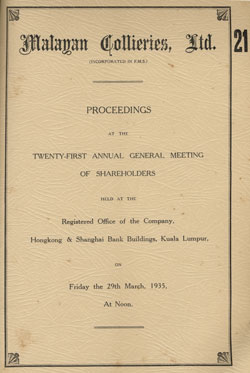 Malayan Collieries, Ltd.
21
(INCORPORATED IN F.M.S.)
PROCEEDINGS
AT THE
TWENTY-FIRST ANNUAL GENERAL MEETING
OF SHAREHOLDERS
HELD AT THE
Registered Office of the Company,
Hongkong & Shanghai Bank Buildings, Kuala Lumpur,
ON
Friday the 29th March, 1935,
At Noon.